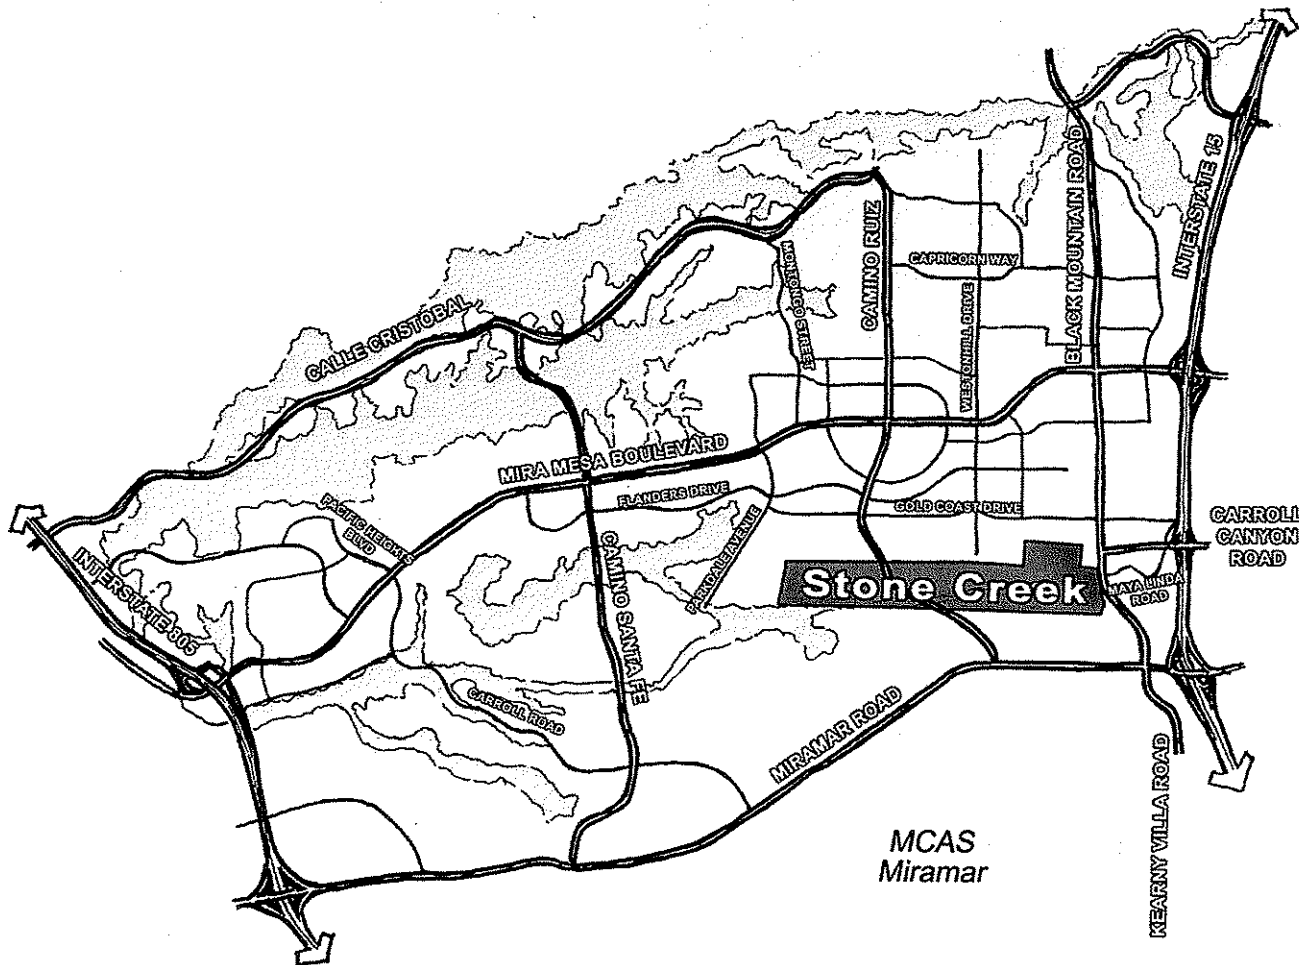 INTERSTATE 15
BLACK MOUNTAIN ROAD
CAMINO RUIZ
CAPRICORN WAY
MONTONGO STREET
WESTONHILL DRIVE
CALLE CRISTOBAL
MIRA MESA BOULEVARD
FLANDERS DRIVE
GOLD COAST DRIVE
PACIFIC HEIGHTS
BLVD
PARKDALE AVENUE
CAMINO SANTA FE
INTERSTATE 805
CARROLL
CANYON
ROAD
Stone Creek
MAYA LINDA
ROAD
CARROLL ROAD
MIRAMAR ROAD
KEARNY VILLA ROAD
MCAS
Miramar